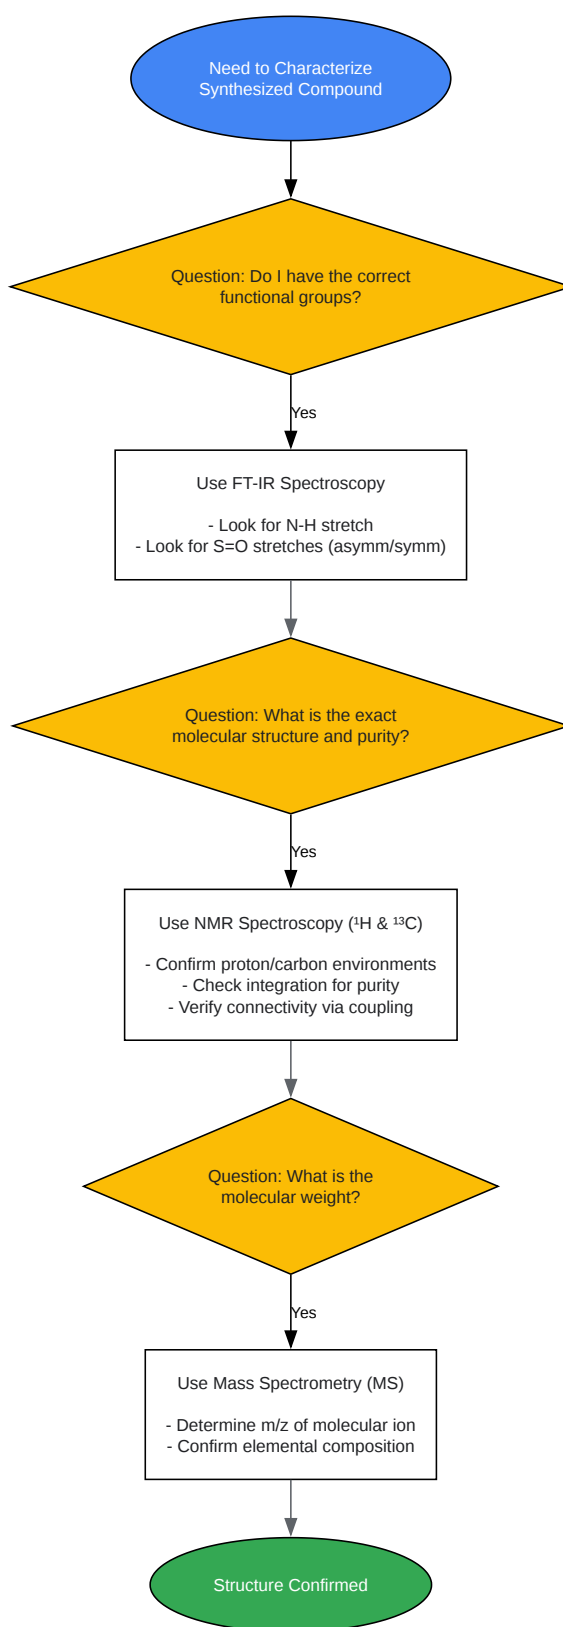 Need to Characterize
Synthesized Compound
Question: Do I have the correct
functional groups?
Yes
Use FT-IR Spectroscopy
- Look for N-H stretch
- Look for S=O stretches (asymm/symm)
Question: What is the exact
molecular structure and purity?
Yes
Use NMR Spectroscopy (¹H & ¹³C)
- Confirm proton/carbon environments
- Check integration for purity
- Verify connectivity via coupling
Question: What is the
molecular weight?
Yes
Use Mass Spectrometry (MS)
- Determine m/z of molecular ion
- Confirm elemental composition
Structure Confirmed